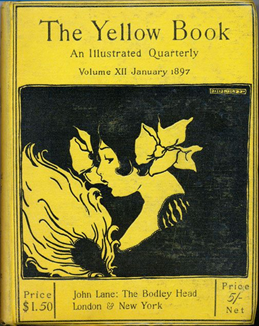 The Yellow Book
An Illustrated Quarterly
Volume XII January 1897
Price
$1.50
John Lane: The Bodley Head
London & New York
Price
5/-
Net